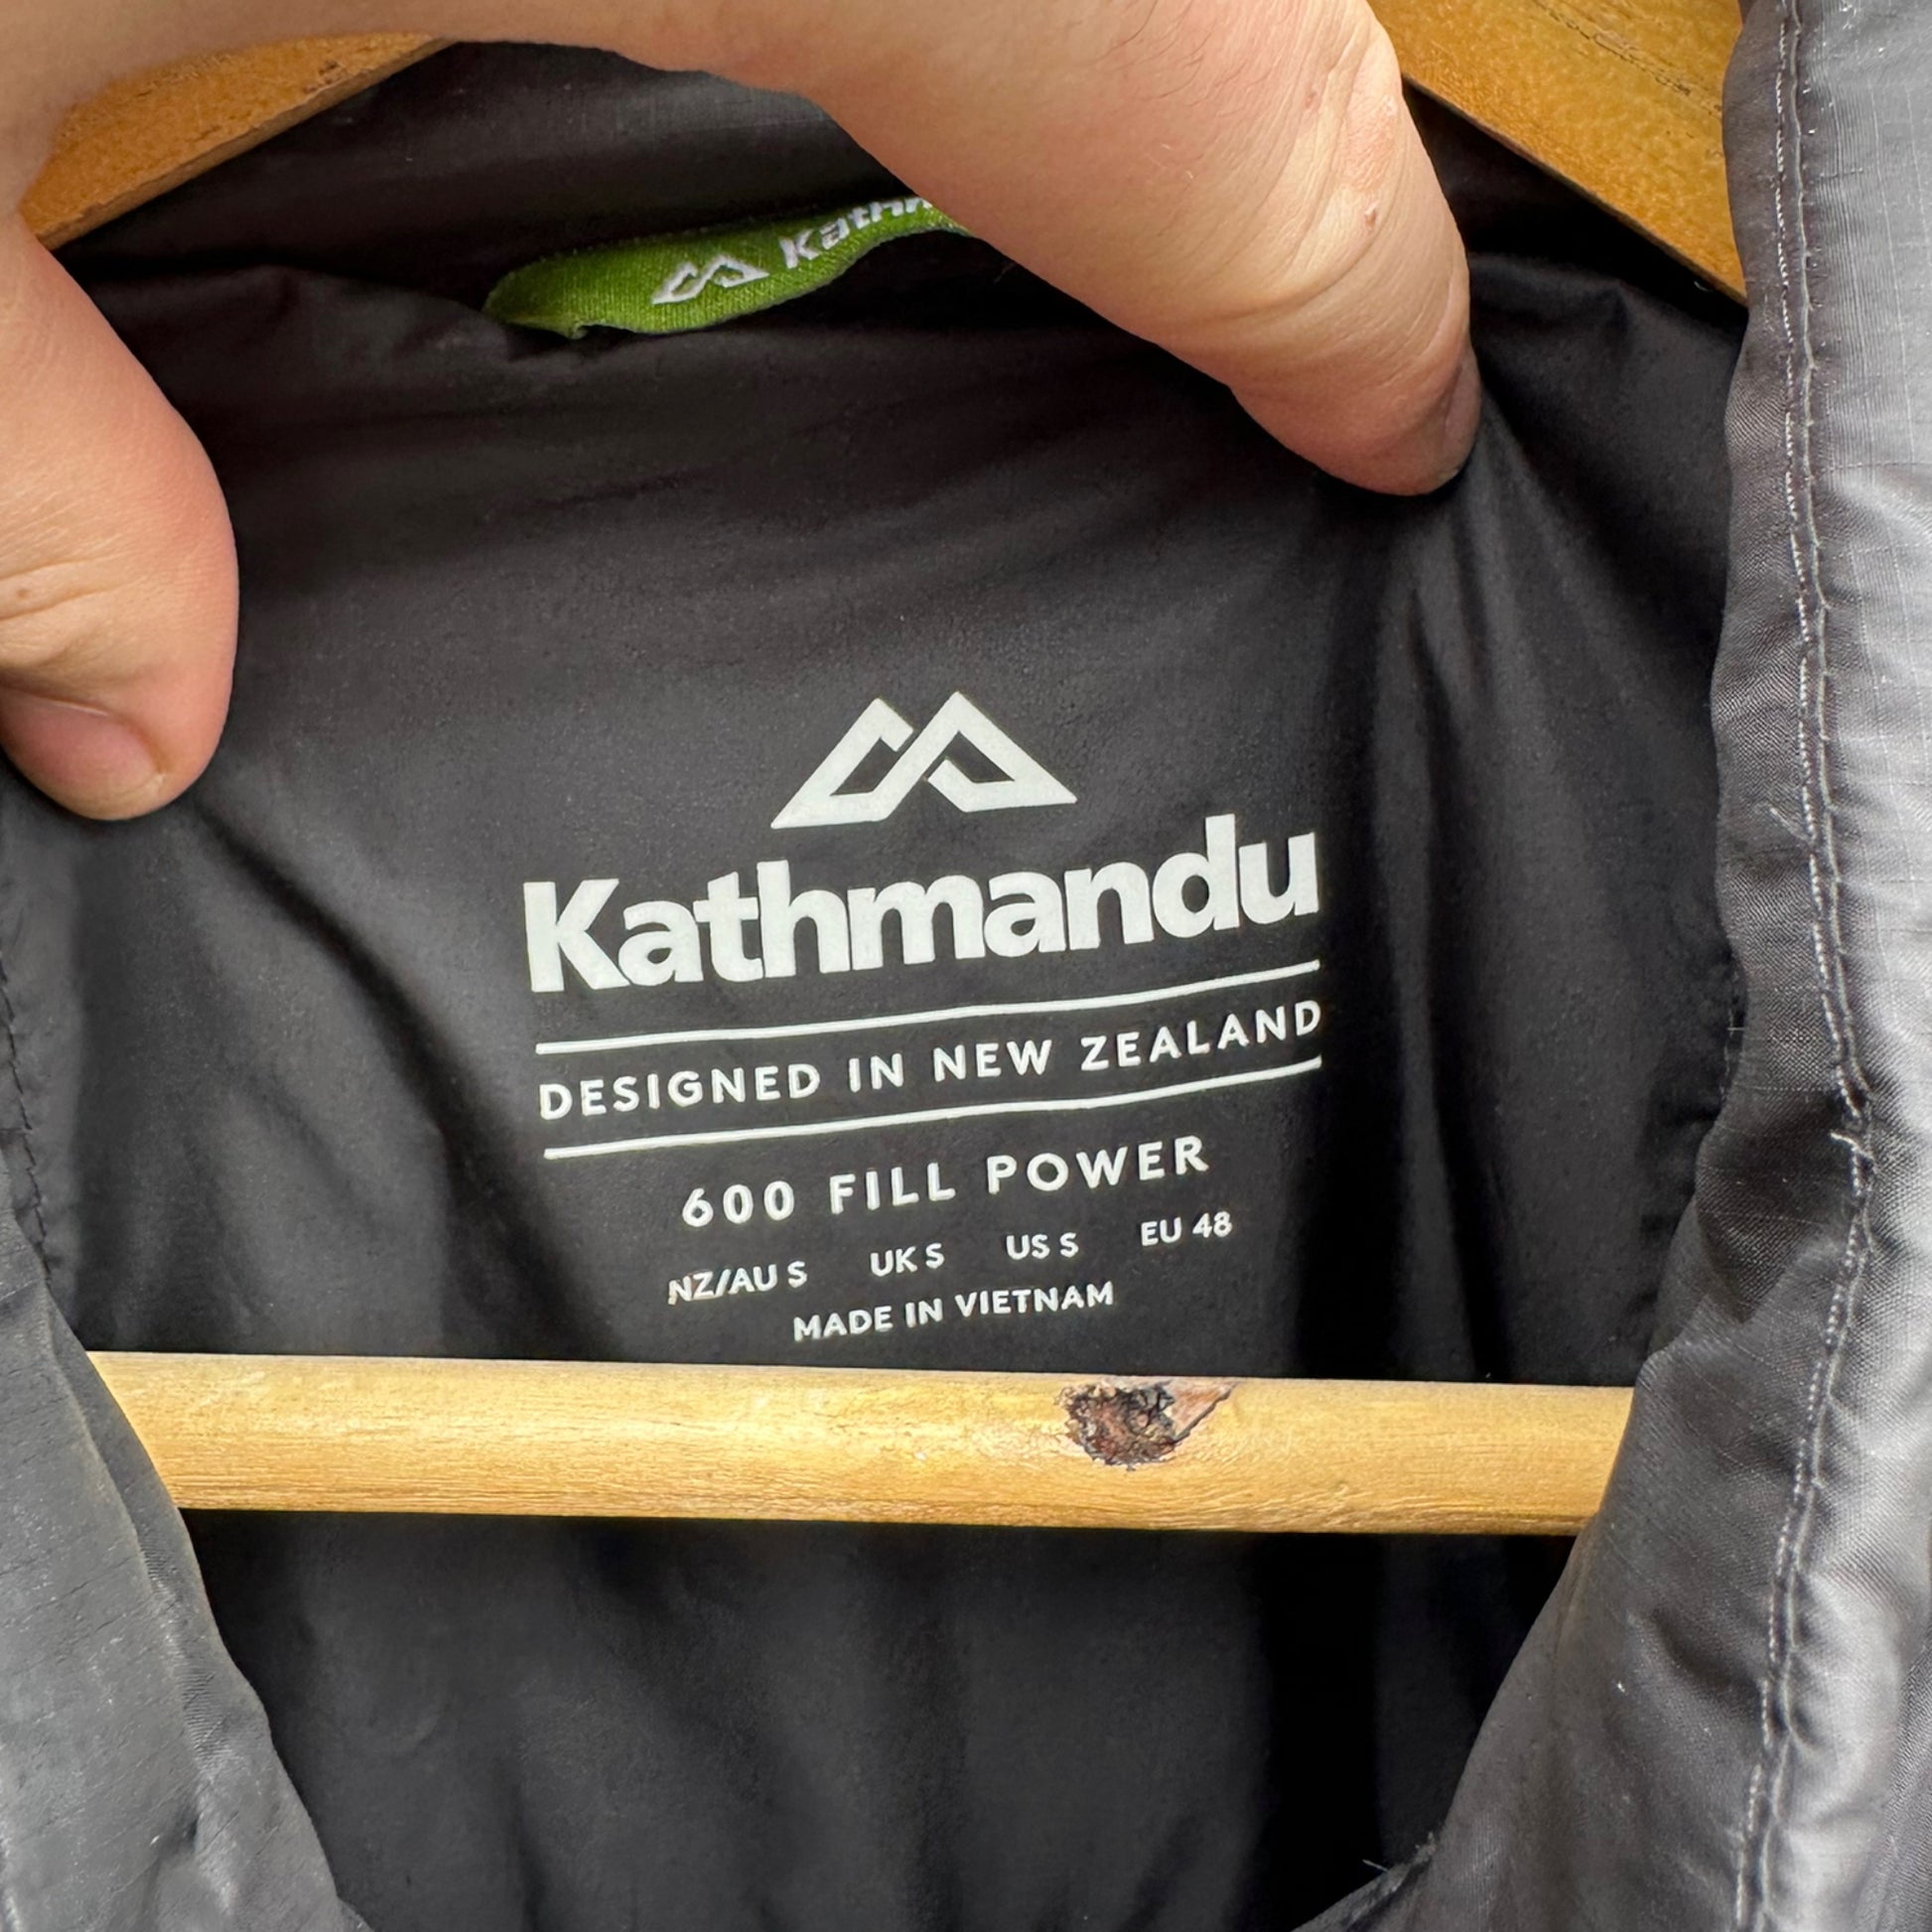 Kathmandu
DESIGNED IN NEW ZEALAND
600 FILL POWER
NZ/AU S UK S US S EU 48
MADE IN VIETNAM